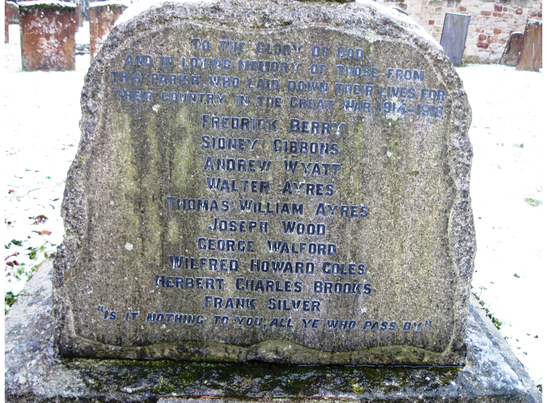 TO THE GLORY OF GOD
AND IN LOVING MEMORY OF THOSE FROM
THIS PARISH WHO LAID DOWN THEIR LIVES FOR
THEIR COUNTRY IN THE GREAT WAR 1914-1918
FREDRICK BERRY
SIDNEY GIBBONS
ANDREW WYATT
WALTER AYRES
THOMAS WILLIAM AYRES
JOSEPH WOOD
GEORGE WALFORD
WILFRED HOWARD COLES
HERBERT CHARLES BROOKS
FRANK SILVER
"IS IT NOTHING TO YOU, ALL YE WHO PASS BY"